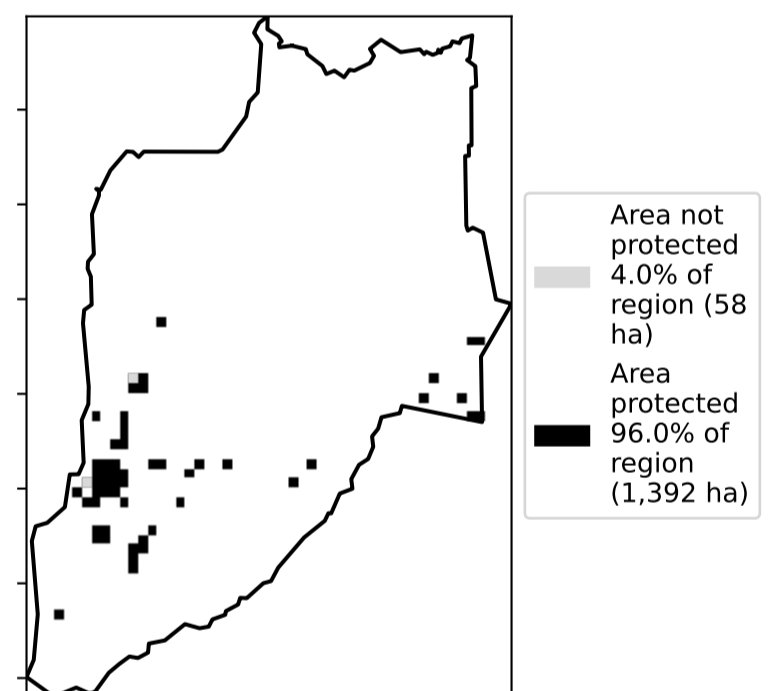 Area not
protected
4.0% of
region (58
ha)
Area
protected
96.0% of
region
(1,392 ha)